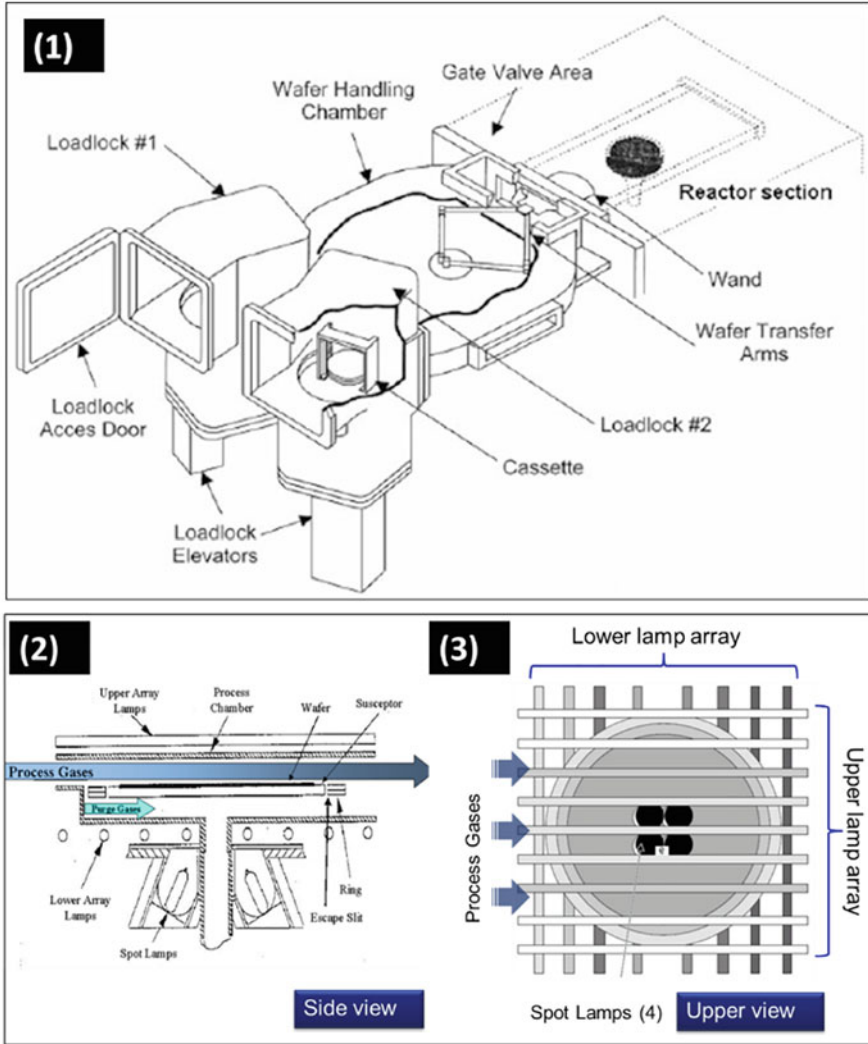 (1)
Gate Valve Area
Wafer Handling
Chamber
Loadlock #1
Reactor section
Wand
Wafer Transfer
Arms
Loadlock
Acces Door
Loadlock #2
Cassette
Loadlock
Elevators
(2)
Upper Array
Lamps
Process
Chamber
Wafer
Susceptor
Process Gases
Purge Gases
Lower Array
Lamps
Spot Lamps
Ring
Escape Slit
Side view
(3)
Lower lamp array
Process Gases
Upper lamp array
Spot Lamps (4)
Upper view